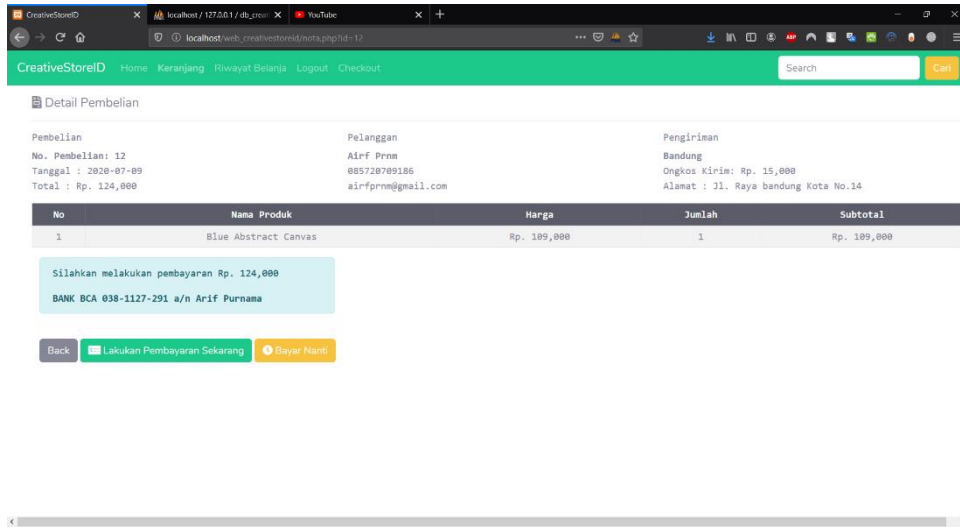 CreativeStoreID
localhost / 127.0.0.1 / db_creati
YouTube
localhost/web_creativestoreid/nota.php?id=12
CreativeStoreID Home Keranjang Riwayat Belanja Logout Checkout Search Cari
Detail Pembelian
Pembelian Pelanggan Pengiriman
No. Pembelian: 12 Airf Prnm Bandung
Tanggal : 2020-07-09 085720709186 Ongkos Kirim: Rp. 15,000
Total : Rp. 124,000 airfprnm@gmail.com Alamat : Jl. Raya bandung Kota No.14
No Nama Produk Harga Jumlah Subtotal
1 Blue Abstract Canvas Rp. 109,000 1 Rp. 109,000
Silahkan melakukan pembayaran Rp. 124,000
BANK BCA 038-1127-291 a/n Arif Purnama
Back Lakukan Pembayaran Sekarang Bayar Nanti